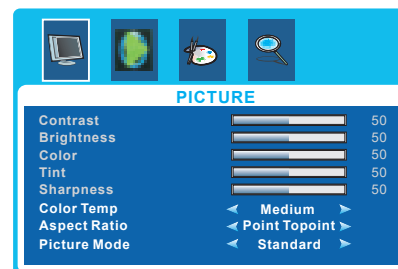 PICTURE
Contrast 50
Brightness 50
Color 50
Tint 50
Sharpness 50
Color Temp Medium
Aspect Ratio Point Topoint
Picture Mode Standard